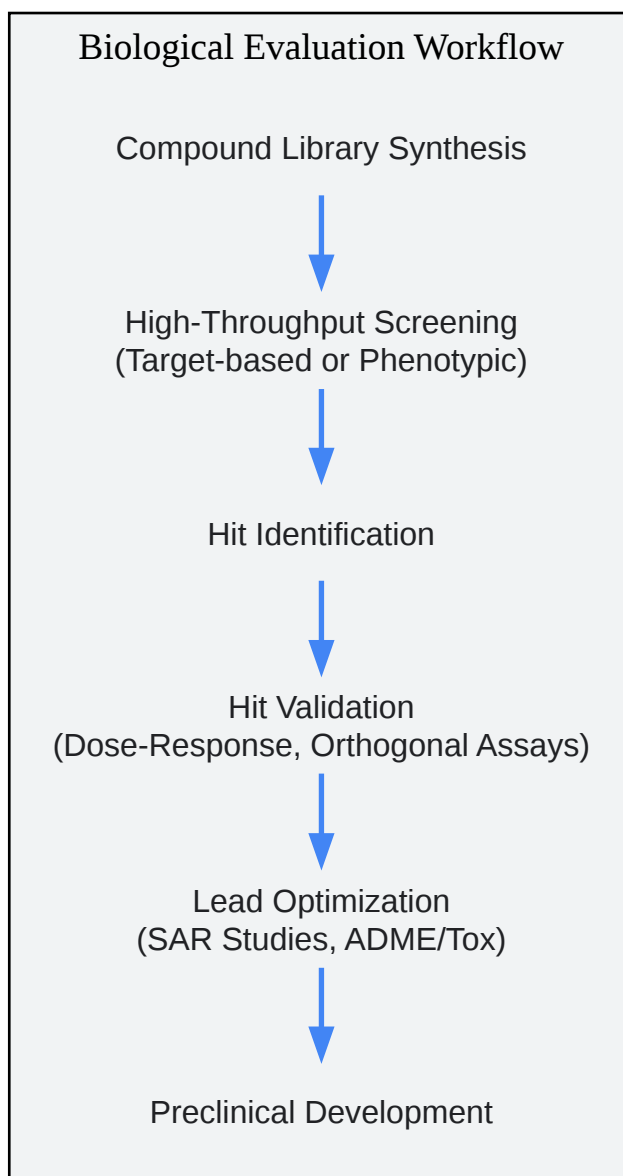 Biological Evaluation Workflow
Compound Library Synthesis
High-Throughput Screening
(Target-based or Phenotypic)
Hit Identification
Hit Validation
(Dose-Response, Orthogonal Assays)
Lead Optimization
(SAR Studies, ADME/Tox)
Preclinical Development